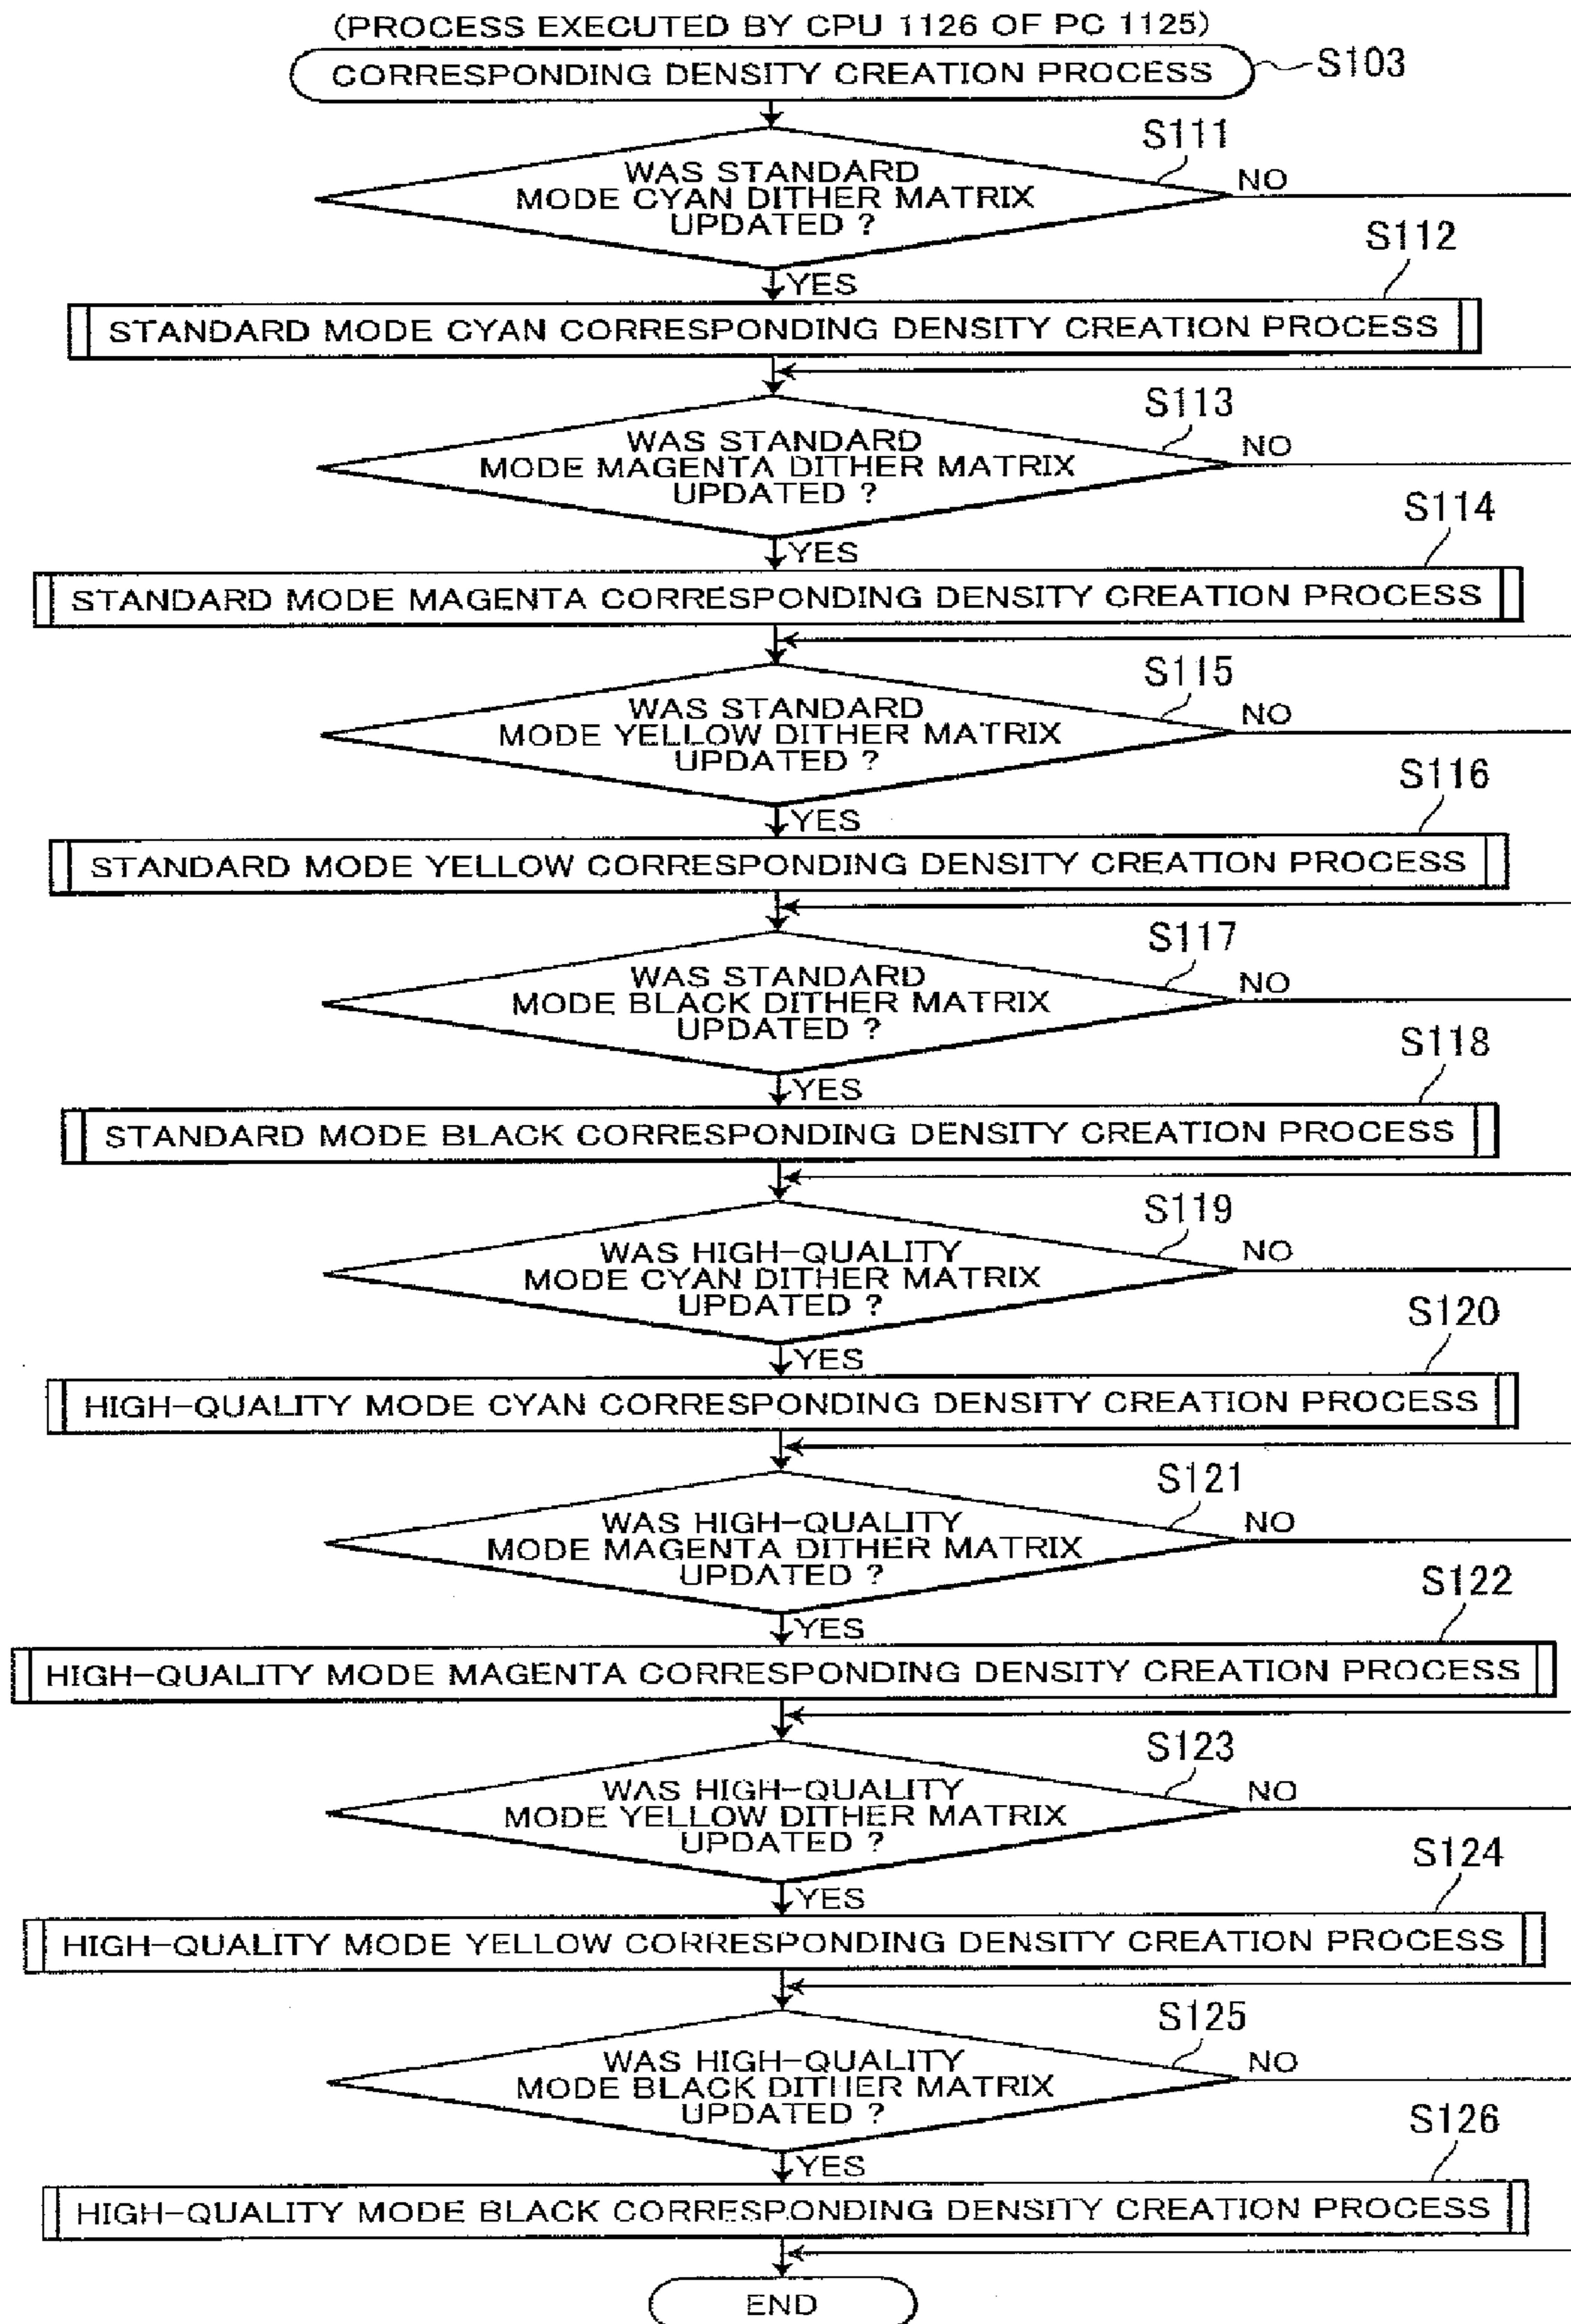 (PROCESS EXECUTED BY CPU 1126 OF PC 1125)
CORRESPONDING DENSITY CREATION PROCESS
S103
S111
WAS STANDARD
MODE CYAN DITHER MATRIX
UPDATED ?
NO
YES
S112
STANDARD MODE CYAN CORRESPONDING DENSITY CREATION PROCESS
S113
WAS STANDARD
MODE MAGENTA DITHER MATRIX
UPDATED ?
NO
YES
S114
STANDARD MODE MAGENTA CORRESPONDING DENSITY CREATION PROCESS
S115
WAS STANDARD
MODE YELLOW DITHER MATRIX
UPDATED ?
NO
YES
S116
STANDARD MODE YELLOW CORRESPONDING DENSITY CREATION PROCESS
S117
WAS STANDARD
MODE BLACK DITHER MATRIX
UPDATED ?
NO
YES
S118
STANDARD MODE BLACK CORRESPONDING DENSITY CREATION PROCESS
S119
WAS HIGH-QUALITY
MODE CYAN DITHER MATRIX
UPDATED ?
NO
YES
S120
HIGH-QUALITY MODE CYAN CORRESPONDING DENSITY CREATION PROCESS
S121
WAS HIGH-QUALITY
MODE MAGENTA DITHER MATRIX
UPDATED ?
NO
YES
S122
HIGH-QUALITY MODE MAGENTA CORRESPONDING DENSITY CREATION PROCESS
S123
WAS HIGH-QUALITY
MODE YELLOW DITHER MATRIX
UPDATED ?
NO
YES
S124
HIGH-QUALITY MODE YELLOW CORRESPONDING DENSITY CREATION PROCESS
S125
WAS HIGH-QUALITY
MODE BLACK DITHER MATRIX
UPDATED ?
NO
YES
S126
HIGH-QUALITY MODE BLACK CORRESPONDING DENSITY CREATION PROCESS
END